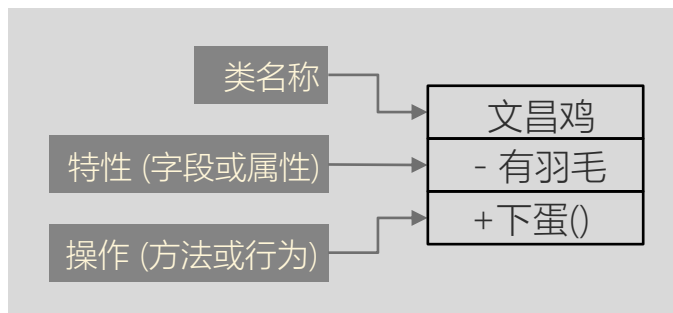 类名称
文昌鸡
特性 (字段或属性)
- 有羽毛
+下蛋()
操作 (方法或行为)